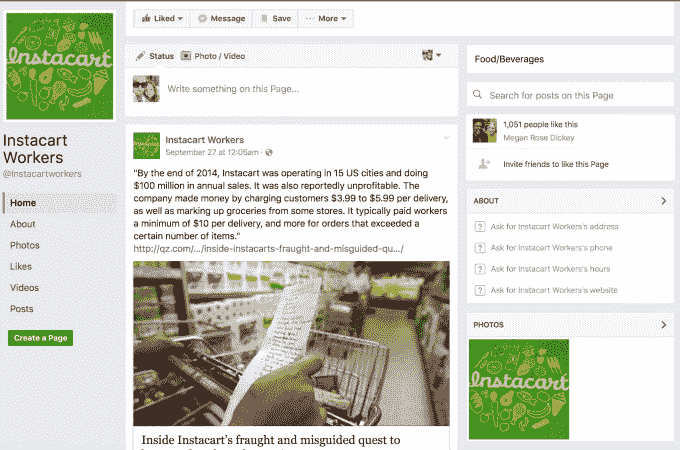 Instacart
Instacart
Workers
@Instacartworkers
Home
About
Photos
Likes
Videos
Posts
Create a Page
Liked
Message
Save
More
Status
Photo / Video
Write something on this Page...
Instacart Workers
September 27 at 12:05am
"By the end of 2014, Instacart was operating in 15 US cities and doing
$100 million in annual sales. It was also reportedly unprofitable. The
company made money by charging customers $3.99 to $5.99 per delivery,
as well as marking up groceries from some stores. It typically paid workers
a minimum of $10 per delivery, and more for orders that exceeded a
certain number of items."
http://qz.com/.../inside-instacarts-fraught-and-misguided-qu.../
Inside Instacart's fraught and misguided quest to
Food/Beverages
Search for posts on this Page
1,051 people like this
Megan Rose Dickey
Invite friends to like this Page
ABOUT
Ask for Instacart Workers's address
Ask for Instacart Workers's phone
Ask for Instacart Workers's hours
Ask for Instacart Workers's website
PHOTOS
Instacart